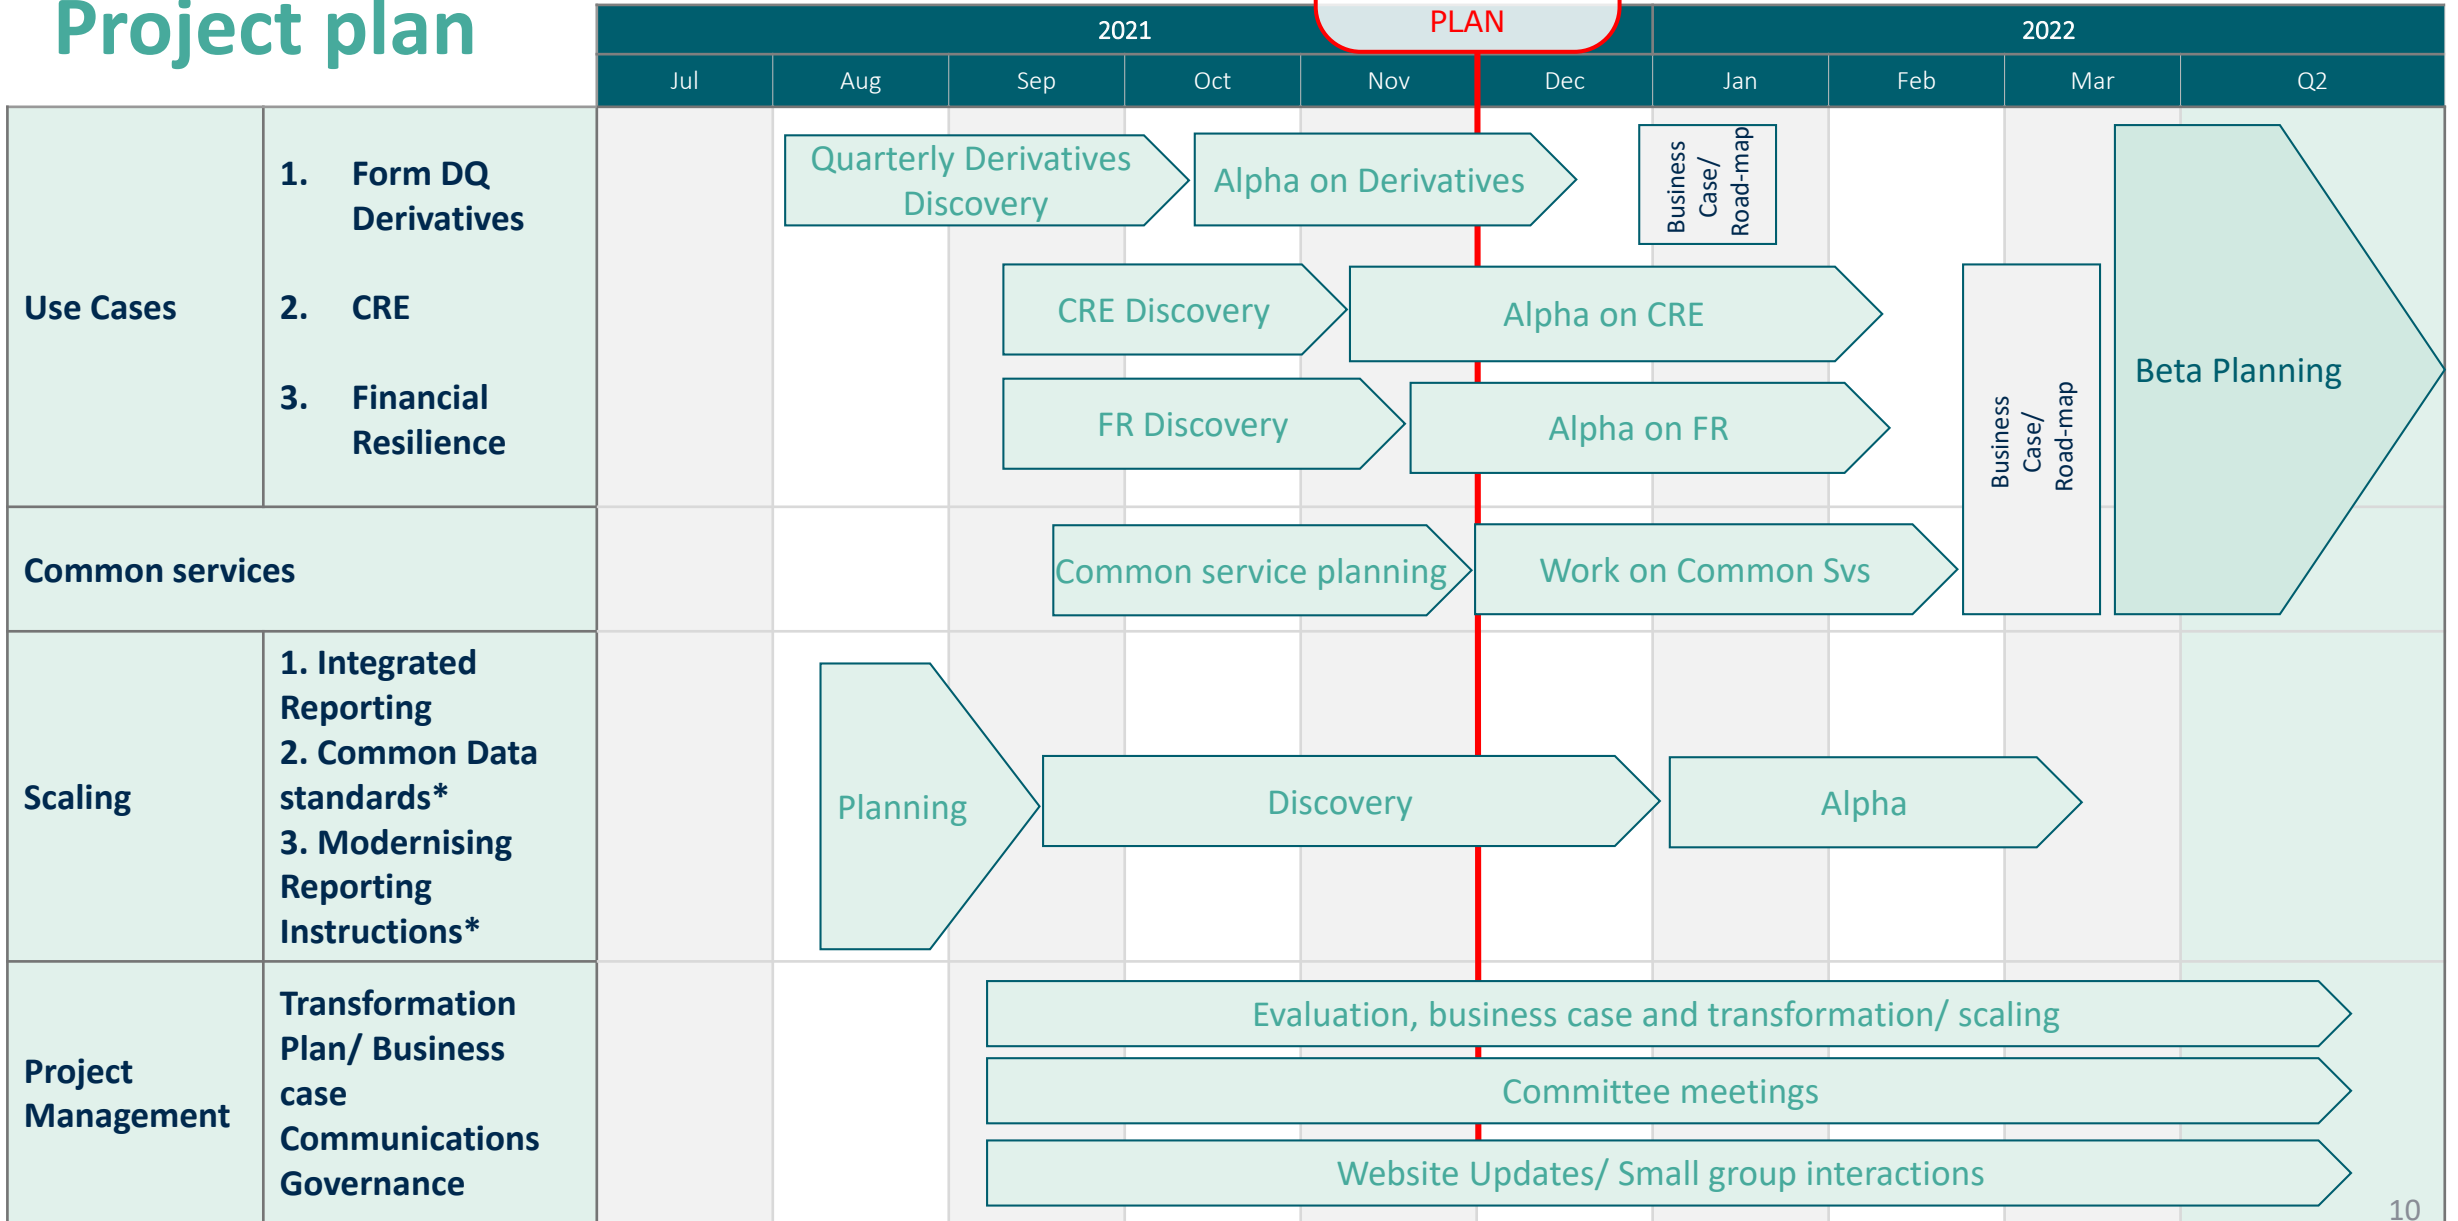 Project plan
PLAN
2021
2022
Jul
Aug
Sep
Oct
Nov
Dec
Jan
Feb
Mar
Q2
Use Cases
1. Form DQ
Derivatives
2. CRE
3. Financial
Resilience
Quarterly Derivatives
Discovery
Alpha on Derivatives
Business
Case/
Road-map
CRE Discovery
Alpha on CRE
FR Discovery
Alpha on FR
Business
Case/
Road-map
Beta Planning
Common services
Common service planning
Work on Common Svs
Scaling
1. Integrated
Reporting
2. Common Data
standards*
3. Modernising
Reporting
Instructions*
Planning
Discovery
Alpha
Project
Management
Transformation
Plan/ Business
case
Communications
Governance
Evaluation, business case and transformation/ scaling
Committee meetings
Website Updates/ Small group interactions
10